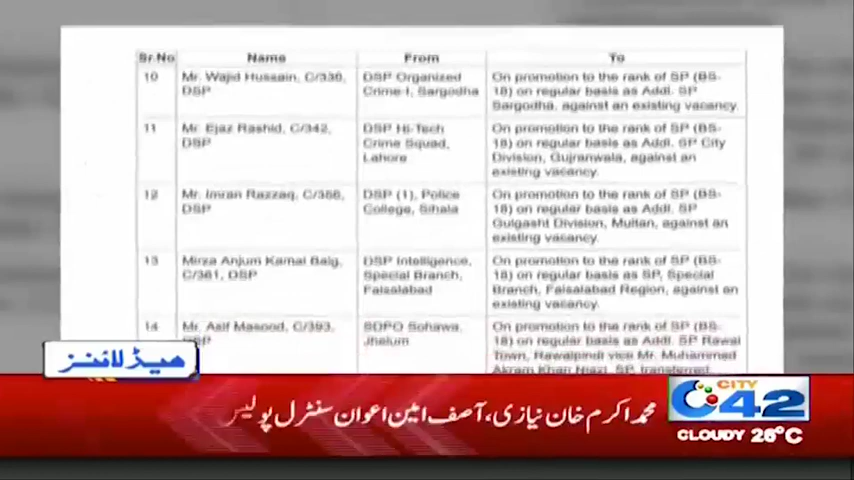 Sr.No Name From To
10 Mr. Wajid Hussain, C/336, DSP Organized On promotion to the rank of SP (BS-
DSP Crime-I, Sargodha 18) on regular basis as Addl. SP
Sargodha, against an existing vacancy.
11 Mr. Ejaz Rashid, C/342, DSP Hi-Tech On promotion to the rank of SP (BS-
DSP Crime Squad, 18) on regular basis as Addl. SP City
Lahore Division, Gujranwala, against an
existing vacancy.
12 Mr. Imran Razzaq, DSP (1), Police On promotion to the rank of SP (BS-
DSP College, Sihala 18) on regular basis as Addl. SP
Gulgasht Division, Multan, against an
existing vacancy.
13 Mirza Anjum Kamal Baig, DSP Intelligence, On promotion to the rank of SP (BS-
C/361, DSP Special Branch, 18) on regular basis as SP, Special
Faisalabad Branch, Faisalabad Region, against an
existing vacancy.
14 Mr. Asif Masood, C/393, SDPO Sohawa, On promotion to the rank of SP (BS-
Jhelum 18) on regular basis as Addl. SP Rawal
Town, Rawalpindi vice Mr. Muhammad
Akram Khan Niazi, SP, transferred
ہیڈلائنز
محمد اکرم خان نیازی، آصف امین اعوان سنٹرل پولیس
CITY
42
CLOUDY 26°C